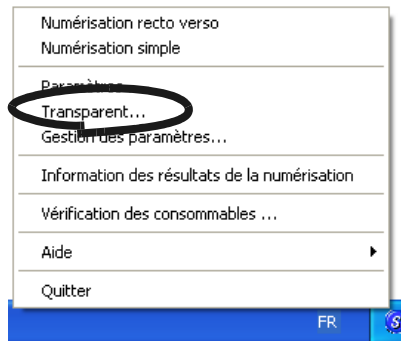 Numérisation recto verso
Numérisation simple
Paramètres...
Transparent...
Gestion des paramètres...
Information des résultats de la numérisation
Vérification des consommables ...
Aide
Quitter
FR
S